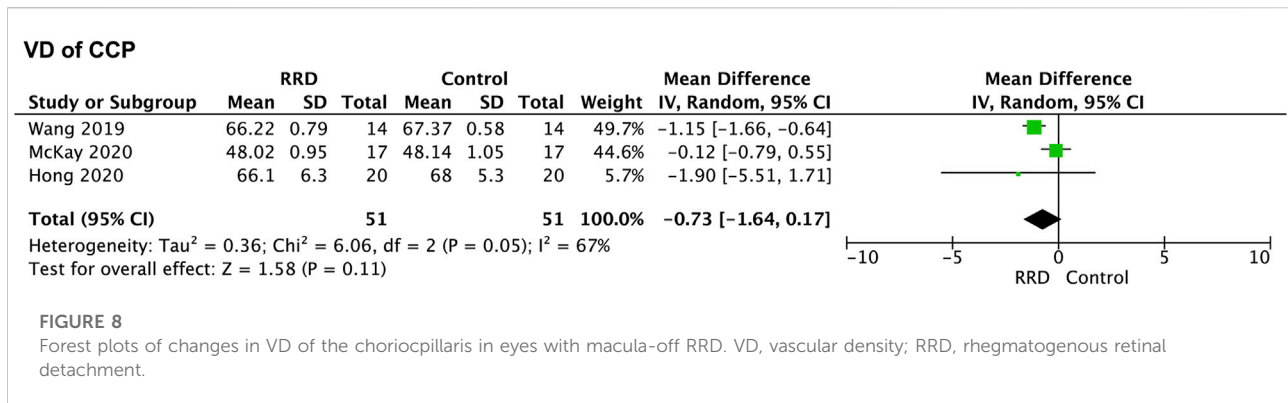 VD of CCP
RRD Control Mean Difference Mean Difference
Study or Subgroup Mean SD Total Mean SD Total Weight IV, Random, 95% CI IV, Random, 95% CI
Wang 2019 66.22 0.79 14 67.37 0.58 14 49.7% -1.15 [-1.66, -0.64]
McKay 2020 48.02 0.95 17 48.14 1.05 17 44.6% -0.12 [-0.79, 0.55]
Hong 2020 66.1 6.3 20 68 5.3 20 5.7% -1.90 [-5.51, 1.71]
Total (95% CI) 51 51 100.0% -0.73 [-1.64, 0.17]
Heterogeneity: Tau² = 0.36; Chi² = 6.06, df = 2 (P = 0.05); I² = 67%
Test for overall effect: Z = 1.58 (P = 0.11)
-10 -5 0 5 10
RRD Control
FIGURE 8
Forest plots of changes in VD of the choriocpillaris in eyes with macula-off RRD. VD, vascular density; RRD, rhegmatogenous retinal
detachment.